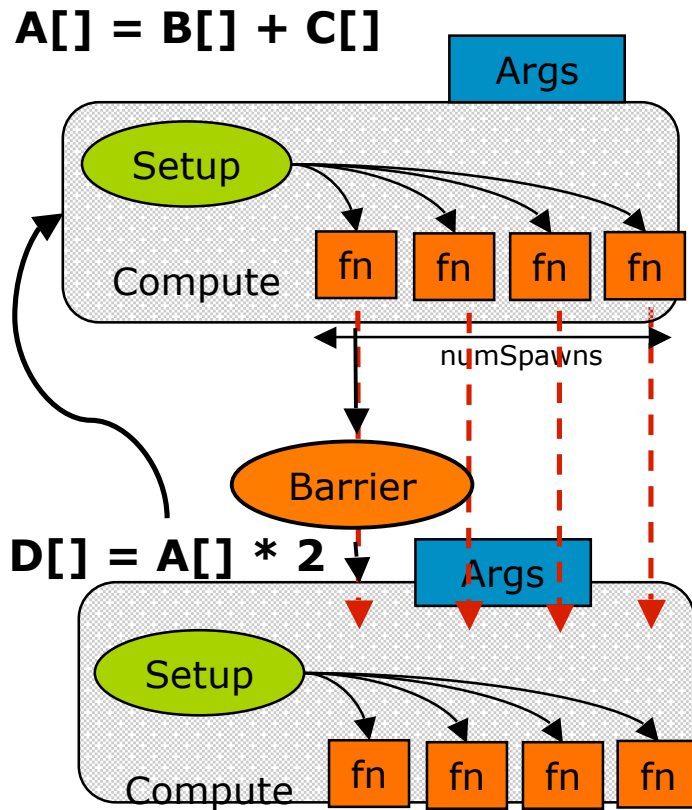 A[] = B[] + C[]
Args
Setup
fn fn fn fn
Compute
numSpawns
Barrier
D[] = A[] * 2
Args
Setup
fn fn fn fn
Compute